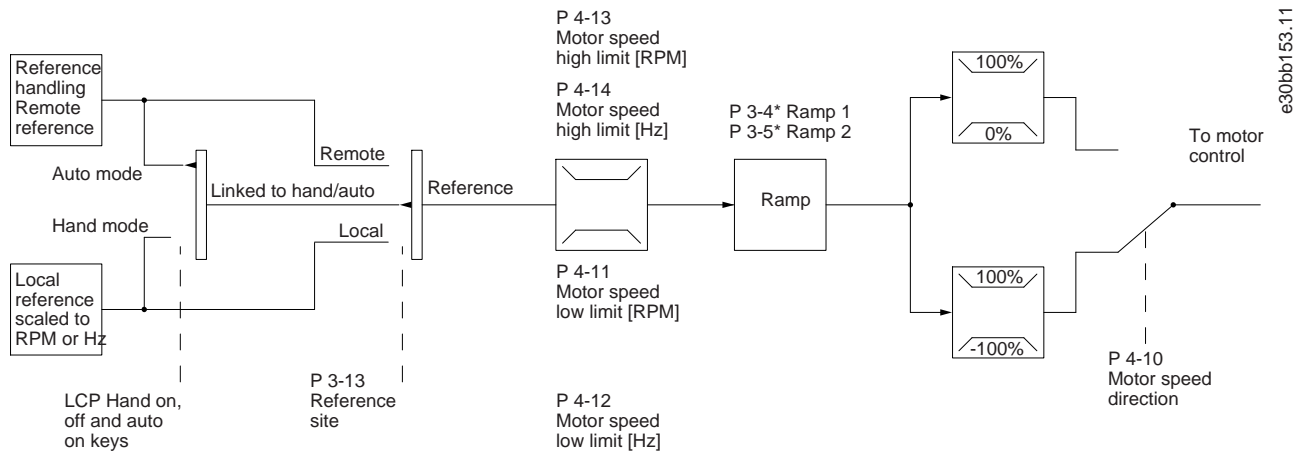 Reference
handling
Remote
reference
Auto mode
Hand mode
Local
reference
scaled to
RPM or Hz
LCP Hand on,
off and auto
on keys
Linked to hand/auto
Remote
Local
P 3-13
Reference
site
Reference
P 4-13
Motor speed
high limit [RPM]
P 4-14
Motor speed
high limit [Hz]
P 4-11
Motor speed
low limit [RPM]
P 4-12
Motor speed
low limit [Hz]
P 3-4* Ramp 1
P 3-5* Ramp 2
Ramp
100%
0%
100%
-100%
To motor
control
P 4-10
Motor speed
direction
e30bb153.11